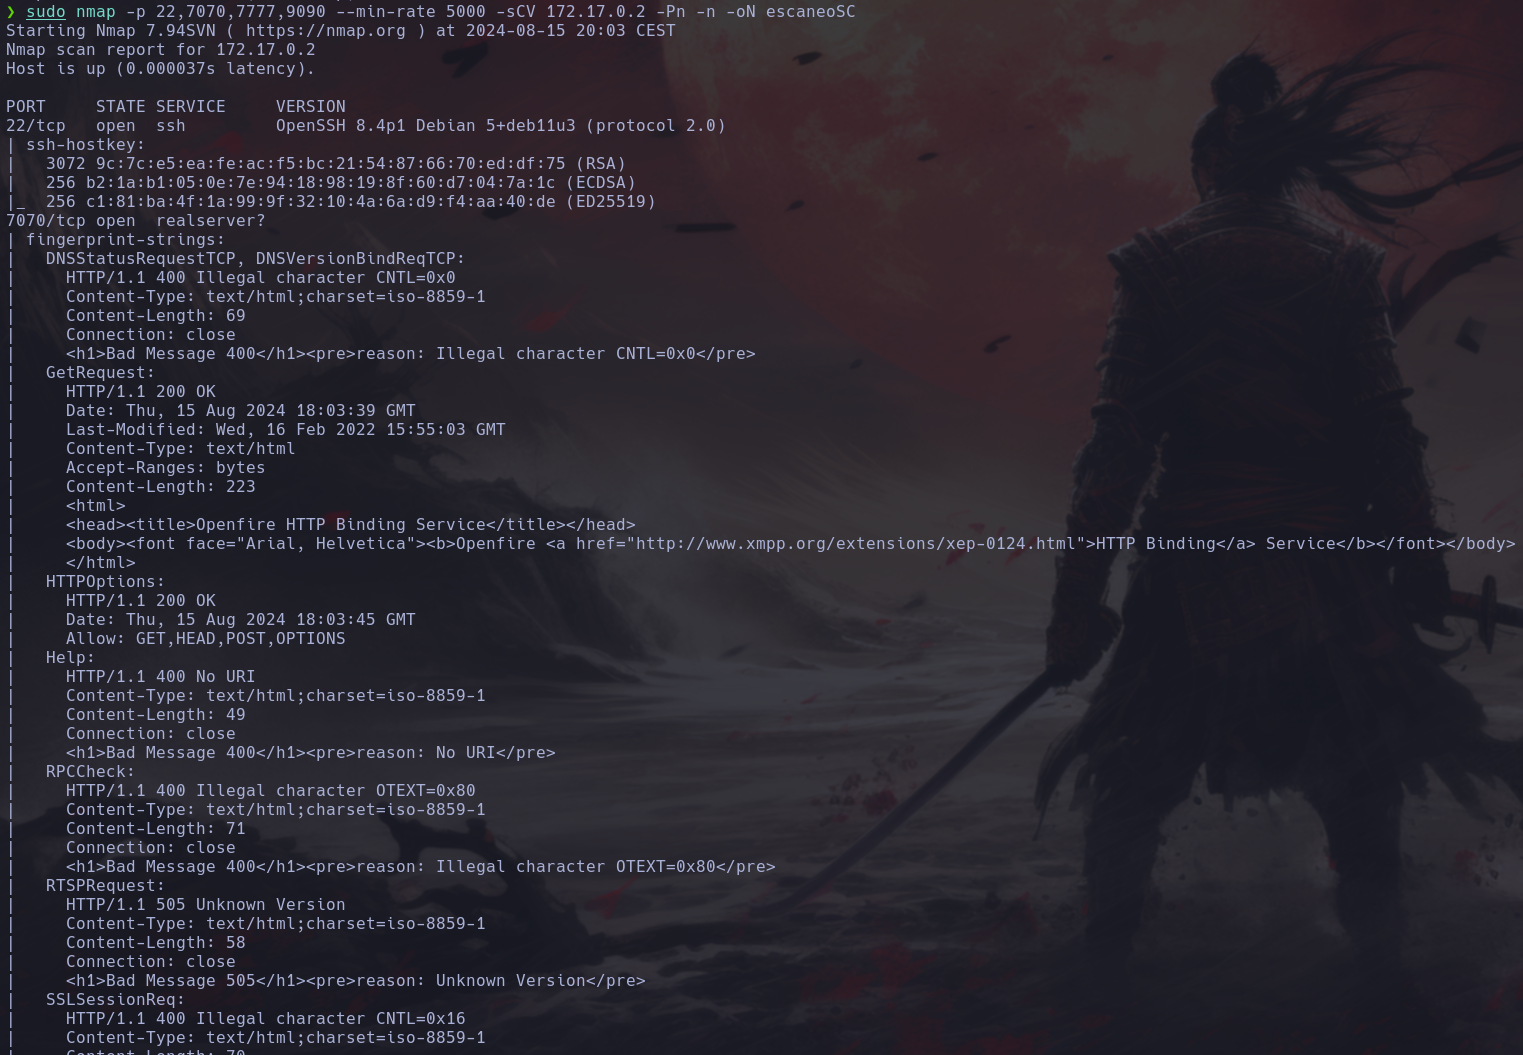 ❯ sudo nmap -p 22,7070,7777,9090 --min-rate 5000 -sCV 172.17.0.2 -Pn -n -oN escaneoSC
Starting Nmap 7.94SVN ( https://nmap.org ) at 2024-08-15 20:03 CEST
Nmap scan report for 172.17.0.2
Host is up (0.000037s latency).

PORT     STATE SERVICE     VERSION
22/tcp   open  ssh         OpenSSH 8.4p1 Debian 5+deb11u3 (protocol 2.0)
| ssh-hostkey:
|   3072 9c:7c:e5:ea:fe:ac:f5:bc:21:54:87:66:70:ed:df:75 (RSA)
|   256 b2:1a:b1:05:0e:7e:94:18:98:19:8f:60:d7:04:7a:1c (ECDSA)
|_  256 c1:81:ba:4f:1a:99:9f:32:10:4a:6a:d9:f4:aa:40:de (ED25519)
7070/tcp open  realserver?
| fingerprint-strings:
|   DNSStatusRequestTCP, DNSVersionBindReqTCP:
|     HTTP/1.1 400 Illegal character CNTL=0x0
|     Content-Type: text/html;charset=iso-8859-1
|     Content-Length: 69
|     Connection: close
|     <h1>Bad Message 400</h1><pre>reason: Illegal character CNTL=0x0</pre>
|   GetRequest:
|     HTTP/1.1 200 OK
|     Date: Thu, 15 Aug 2024 18:03:39 GMT
|     Last-Modified: Wed, 16 Feb 2022 15:55:03 GMT
|     Content-Type: text/html
|     Accept-Ranges: bytes
|     Content-Length: 223
|     <html>
|     <head><title>Openfire HTTP Binding Service</title></head>
|     <body><font face="Arial, Helvetica"><b>Openfire <a href="http://www.xmpp.org/extensions/xep-0124.html">HTTP Binding</a> Service</b></font></body>
|     </html>
|   HTTPOptions:
|     HTTP/1.1 200 OK
|     Date: Thu, 15 Aug 2024 18:03:45 GMT
|     Allow: GET,HEAD,POST,OPTIONS
|   Help:
|     HTTP/1.1 400 No URI
|     Content-Type: text/html;charset=iso-8859-1
|     Content-Length: 49
|     Connection: close
|     <h1>Bad Message 400</h1><pre>reason: No URI</pre>
|   RPCCheck:
|     HTTP/1.1 400 Illegal character OTEXT=0x80
|     Content-Type: text/html;charset=iso-8859-1
|     Content-Length: 71
|     Connection: close
|     <h1>Bad Message 400</h1><pre>reason: Illegal character OTEXT=0x80</pre>
|   RTSPRequest:
|     HTTP/1.1 505 Unknown Version
|     Content-Type: text/html;charset=iso-8859-1
|     Content-Length: 58
|     Connection: close
|     <h1>Bad Message 505</h1><pre>reason: Unknown Version</pre>
|   SSLSessionReq:
|     HTTP/1.1 400 Illegal character CNTL=0x16
|     Content-Type: text/html;charset=iso-8859-1
|     Content-Length: 70